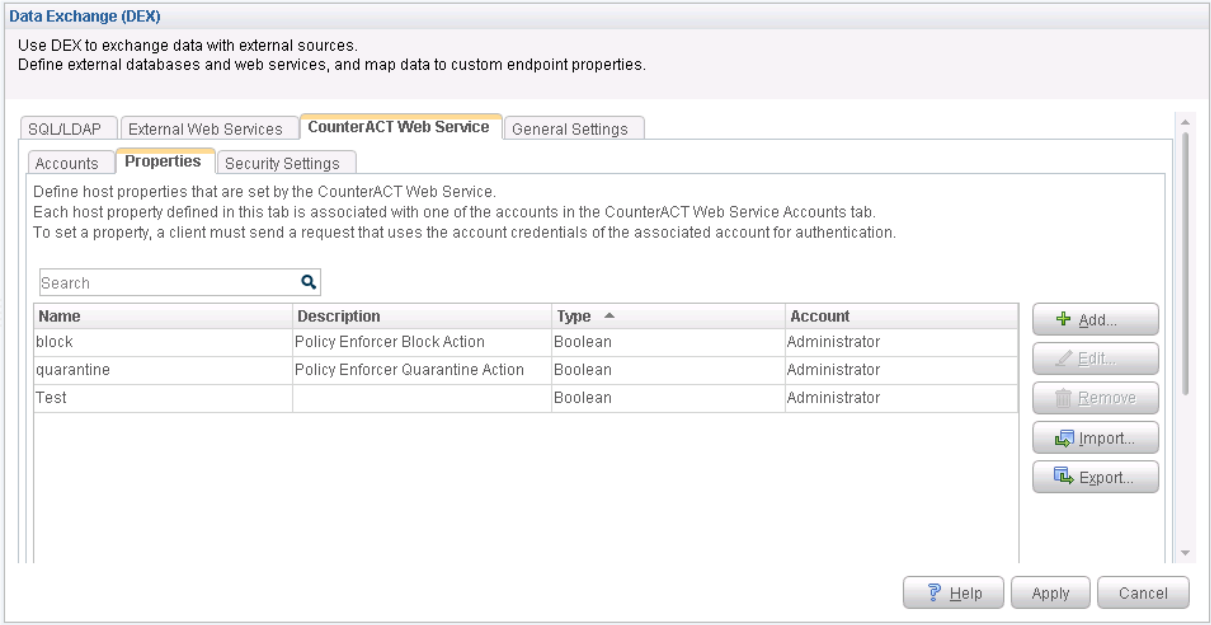 Data Exchange (DEX)
Use DEX to exchange data with external sources.
Define external databases and web services, and map data to custom endpoint properties.
SQL/LDAP External Web Services CounterACT Web Service General Settings
Accounts Properties Security Settings
Define host properties that are set by the CounterACT Web Service.
Each host property defined in this tab is associated with one of the accounts in the CounterACT Web Service Accounts tab.
To set a property, a client must send a request that uses the account credentials of the associated account for authentication.
Search
Name Description Type Account
block Policy Enforcer Block Action Boolean Administrator
quarantine Policy Enforcer Quarantine Action Boolean Administrator
Test Boolean Administrator
Add...
Edit...
Remove
Import...
Export...
Help Apply Cancel